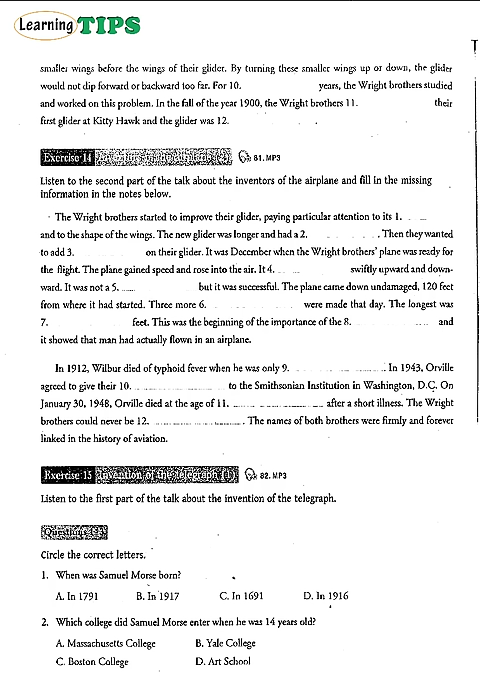 Learning TIPS
T
smaller wings before the wings of their glider. By turning these smaller wings up or down, the glider
would not dip forward or backward too far. For 10. years, the Wright brothers studied
and worked on this problem. In the fall of the year 1900, the Wright brothers 11. their
first glider at Kitty Hawk and the glider was 12.
Exercise 14 81. MP3
Listen to the second part of the talk about the inventors of the airplane and fill in the missing
information in the notes below.
The Wright brothers started to improve their glider, paying particular attention to its 1.
and to the shape of the wings. The new glider was longer and had a 2. . Then they wanted
to add 3. on their glider. It was December when the Wright brothers' plane was ready for
the flight. The plane gained speed and rose into the air. It 4. swiftly upward and down-
ward. It was not a 5. but it was successful. The plane came down undamaged, 120 feet
from where it had started. Three more 6. were made that day. The longest was
7. feet. This was the beginning of the importance of the 8. and
it showed that man had actually flown in an airplane.
In 1912, Wilbur died of typhoid fever when he was only 9. . In 1943, Orville
agreed to give their 10. to the Smithsonian Institution in Washington, D.C. On
January 30, 1948, Orville died at the age of 11. after a short illness. The Wright
brothers could never be 12. . The names of both brothers were firmly and forever
linked in the history of aviation.
Exercise 15 Invention of the telegraph (1) 82. MP3
Listen to the first part of the talk about the invention of the telegraph.
Circle the correct letters.
1. When was Samuel Morse born?
A. In 1791 B. In 1917 C. In 1691 D. In 1916
2. Which college did Samuel Morse enter when he was 14 years old?
A. Massachusetts College B. Yale College
C. Boston College D. Art School